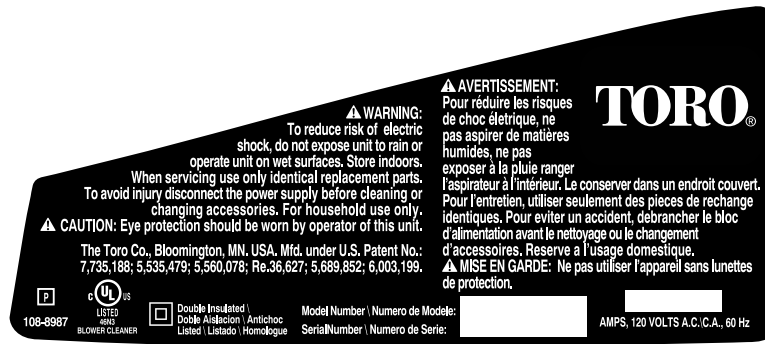 ⚠ WARNING:
To reduce risk of electric
shock, do not expose unit to rain or
operate unit on wet surfaces. Store indoors.
When servicing use only identical replacement parts.
To avoid injury disconnect the power supply before cleaning or
changing accessories. For household use only.
⚠ CAUTION: Eye protection should be worn by operator of this unit.
The Toro Co., Bloomington, MN. USA. Mfd. under U.S. Patent No.:
7,735,188; 5,535,479; 5,560,078; Re.36,627; 5,689,852; 6,003,199.
⚠ AVERTISSEMENT:
Pour réduire les risques
de choc életrique, ne
pas aspirer de matières
humides, ne pas
exposer à la pluie ranger
l'aspirateur à l'intérieur. Le conserver dans un endroit couvert.
Pour l'entretien, utiliser seulement des pieces de rechange
identiques. Pour eviter un accident, debrancher le bloc
d'alimentation avant le nettoyage ou le changement
d'accessoires. Reserve a l'usage domestique.
⚠ MISE EN GARDE: Ne pas utiliser l'appareil sans lunettes
de protection.
TORO®
P
108-8987
c UL US
LISTED
46N3
BLOWER CLEANER
Double Insulated \
Doble Aislacion \ Antichoc
Listed \ Listado \ Homologue
Model Number \ Numero de Modele:
SerialNumber \ Numero de Serie:
AMPS, 120 VOLTS A.C.\C.A., 60 Hz